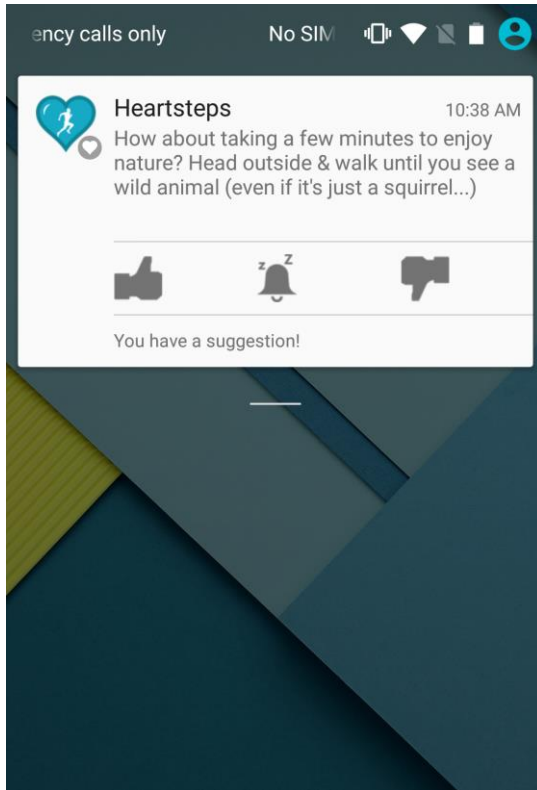 ency calls only No SIM
Heartsteps 10:38 AM
How about taking a few minutes to enjoy
nature? Head outside & walk until you see a
wild animal (even if it's just a squirrel...)
z z
You have a suggestion!